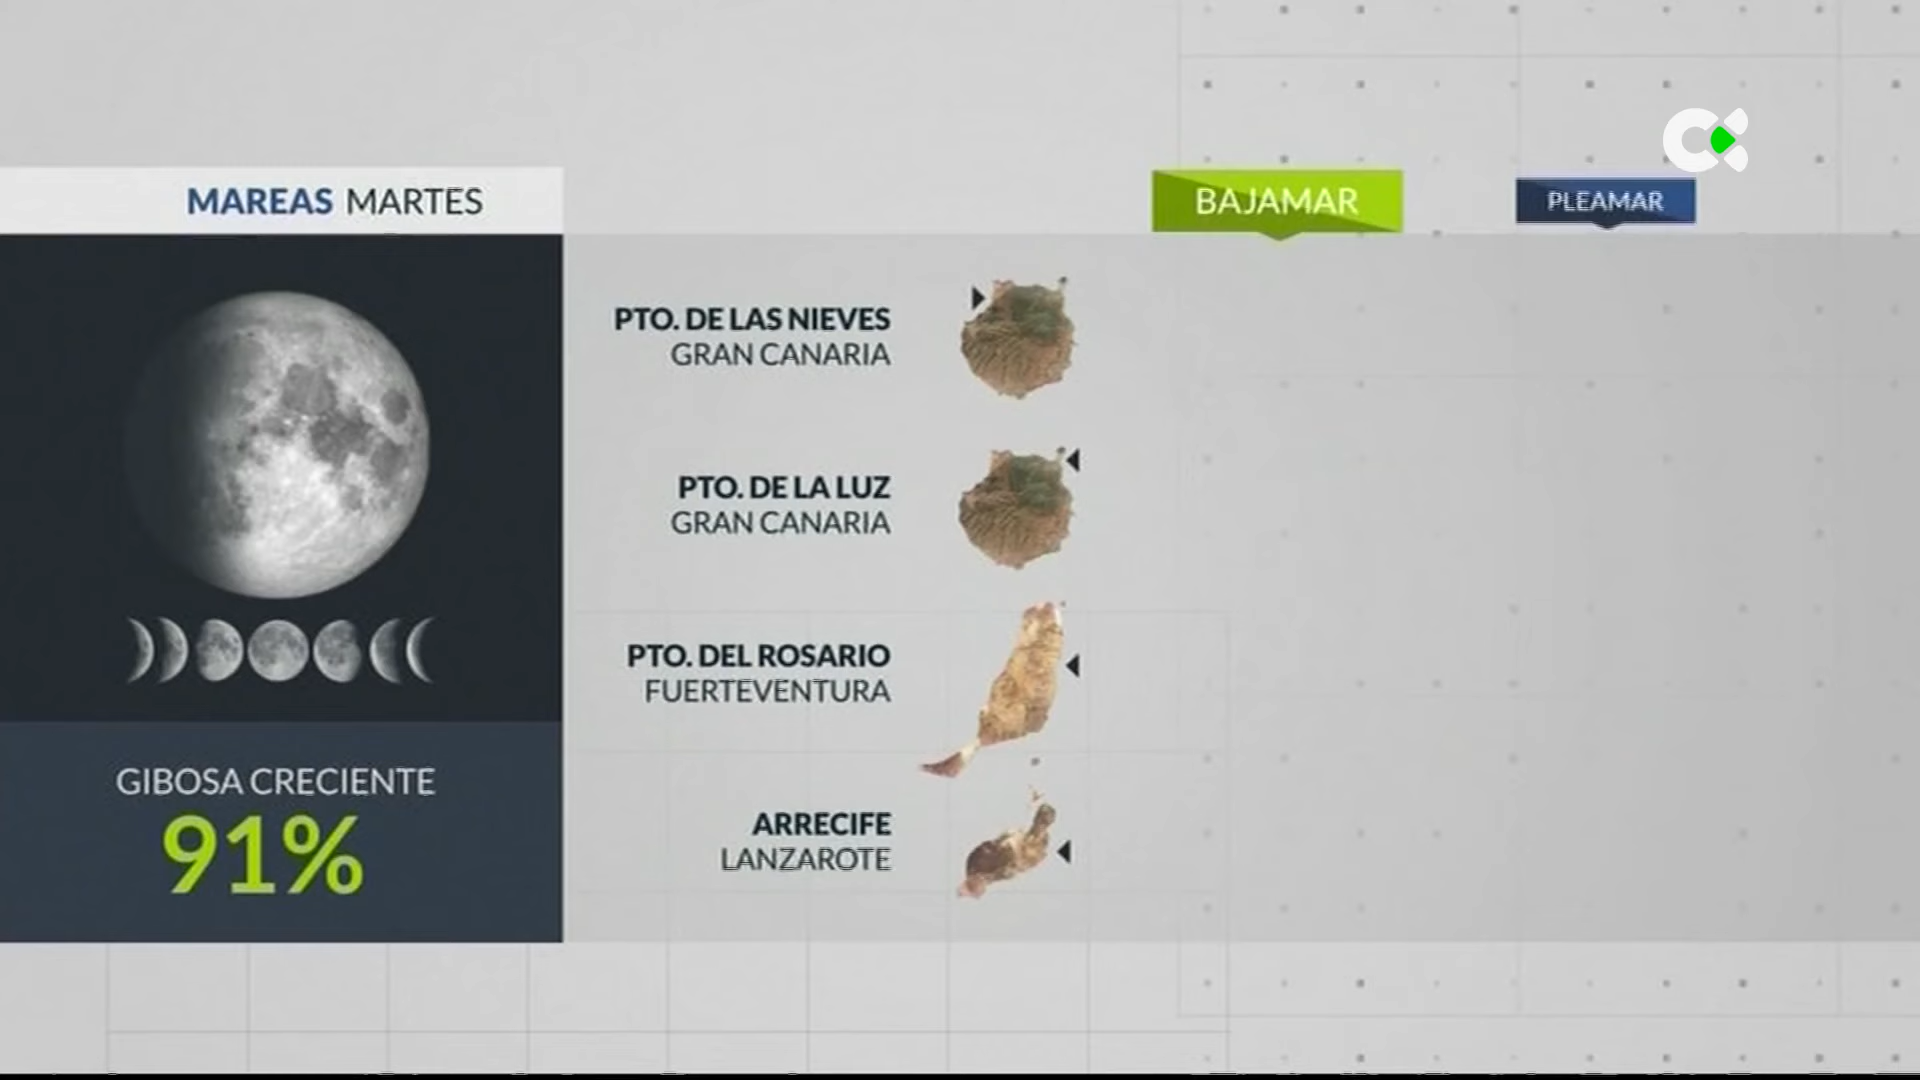 MAREAS MARTES
BAJAMAR
PLEAMAR
PTO. DE LAS NIEVES
GRAN CANARIA
PTO. DE LA LUZ
GRAN CANARIA
PTO. DEL ROSARIO
FUERTEVENTURA
ARRECIFE
LANZAROTE
GIBOSA CRECIENTE
91%